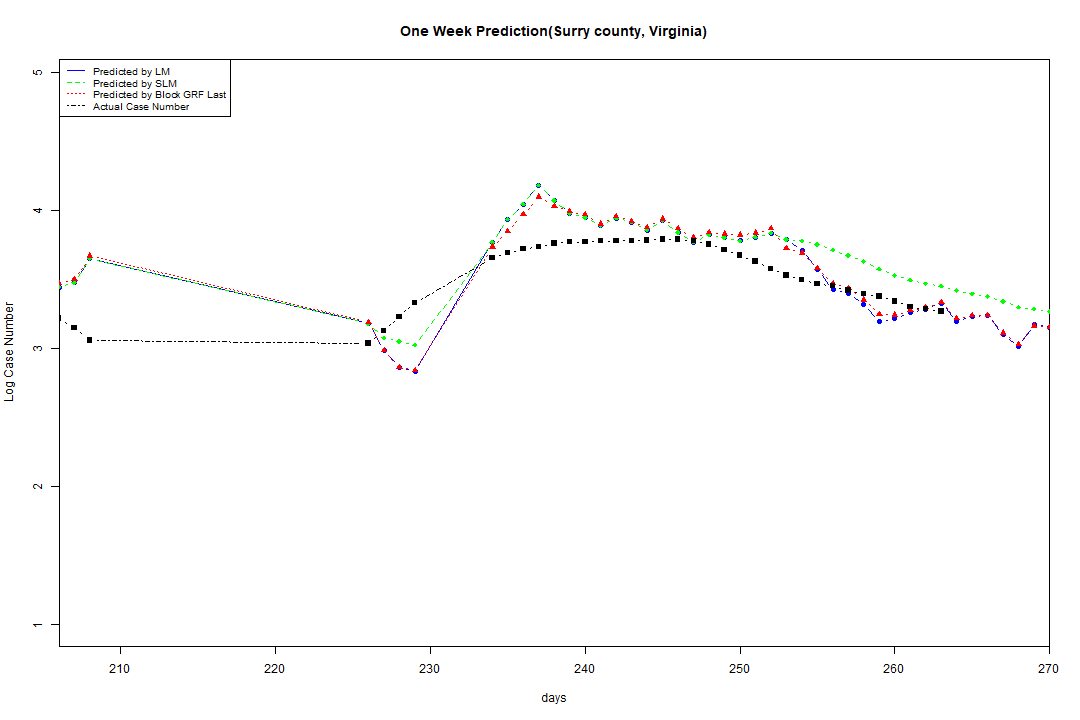 One Week Prediction(Surry county, Virginia)
Predicted by LM
Predicted by SLM
Predicted by Block GRF Last
Actual Case Number
5
4
3
2
1
Log Case Number
210 220 230 240 250 260 270
days